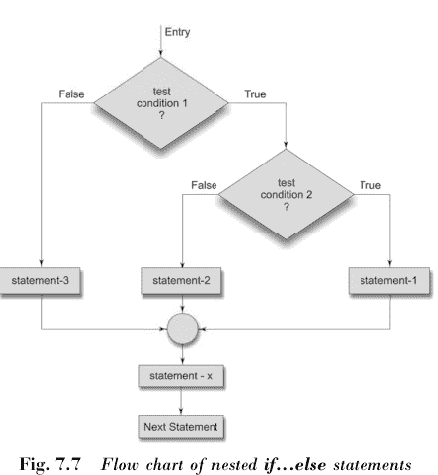 Entry
test
condition 1
?
False
True
test
condition 2
?
False
True
statement-3
statement-2
statement-1
statement - x
Next Statement
Fig. 7.7 Flow chart of nested if...else statements